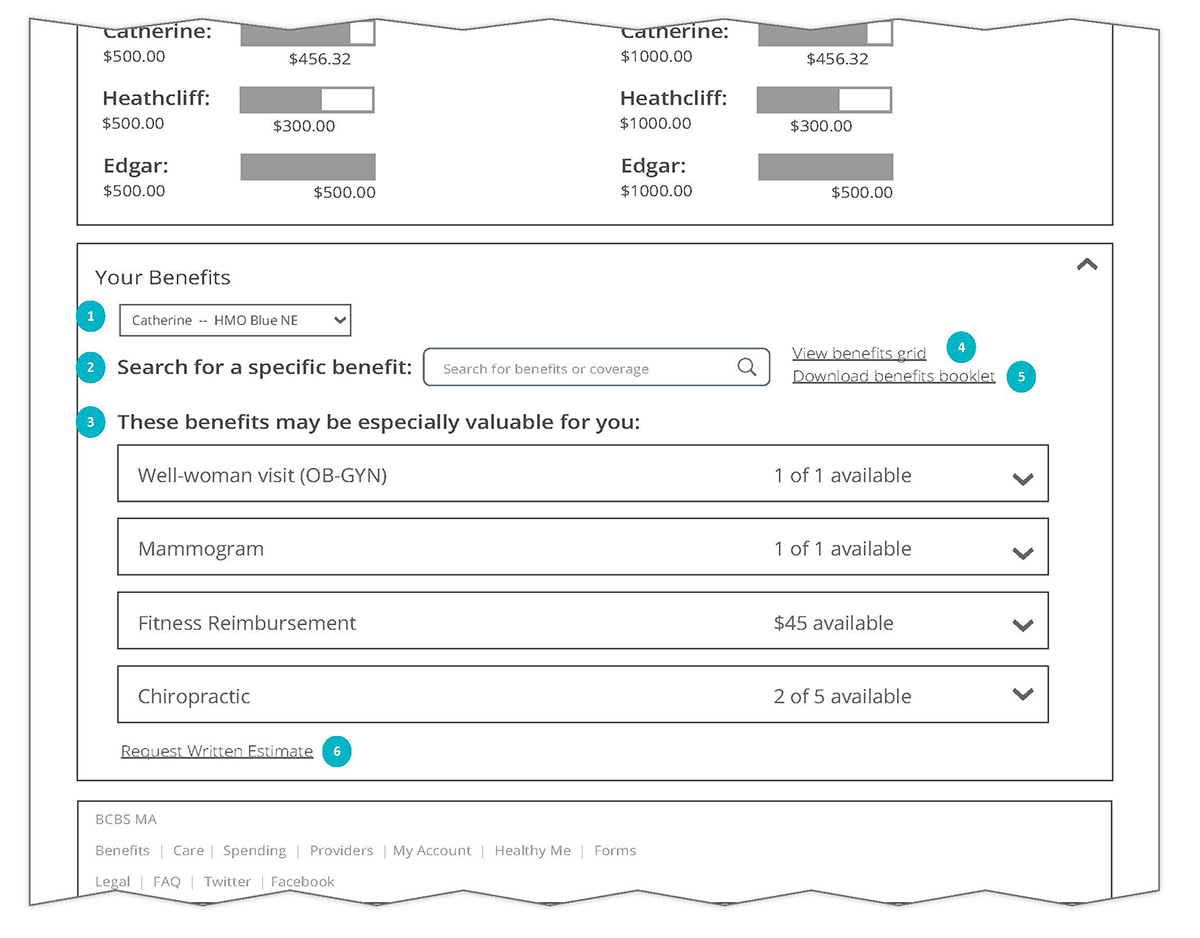 Catherine: Catherine:
$500.00 $456.32 $1000.00 $456.32
Heathcliff: Heathcliff:
$500.00 $300.00 $1000.00 $300.00
Edgar: Edgar:
$500.00 $500.00 $1000.00 $500.00
Your Benefits
1 Catherine -- HMO Blue NE
2 Search for a specific benefit: Search for benefits or coverage
View benefits grid 4
Download benefits booklet 5
3 These benefits may be especially valuable for you:
Well-woman visit (OB-GYN) 1 of 1 available
Mammogram 1 of 1 available
Fitness Reimbursement $45 available
Chiropractic 2 of 5 available
Request Written Estimate 6
BCBS MA
Benefits | Care | Spending | Providers | My Account | Healthy Me | Forms
Legal | FAQ | Twitter | Facebook